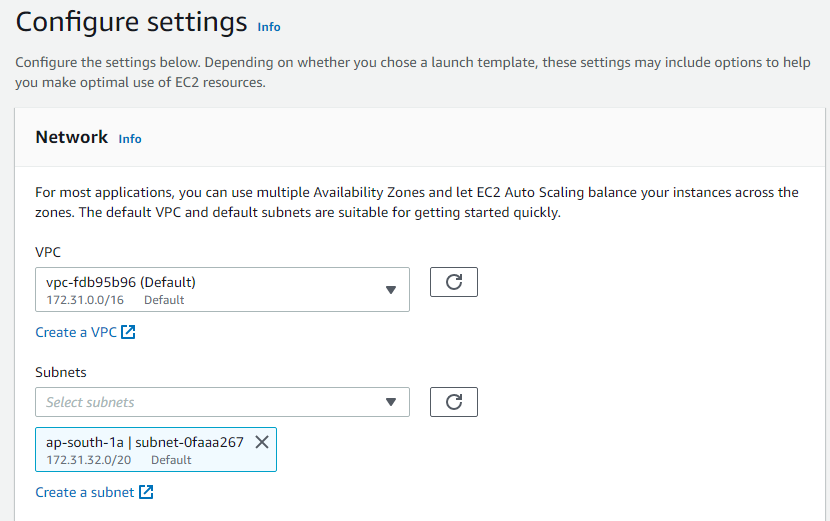 Configure settings Info
Configure the settings below. Depending on whether you chose a launch template, these settings may include options to help
you make optimal use of EC2 resources.
Network Info
For most applications, you can use multiple Availability Zones and let EC2 Auto Scaling balance your instances across the
zones. The default VPC and default subnets are suitable for getting started quickly.
VPC
vpc-fdb95b96 (Default)
172.31.0.0/16 Default
Create a VPC
Subnets
Select subnets
ap-south-1a | subnet-0faaa267
172.31.32.0/20 Default
Create a subnet